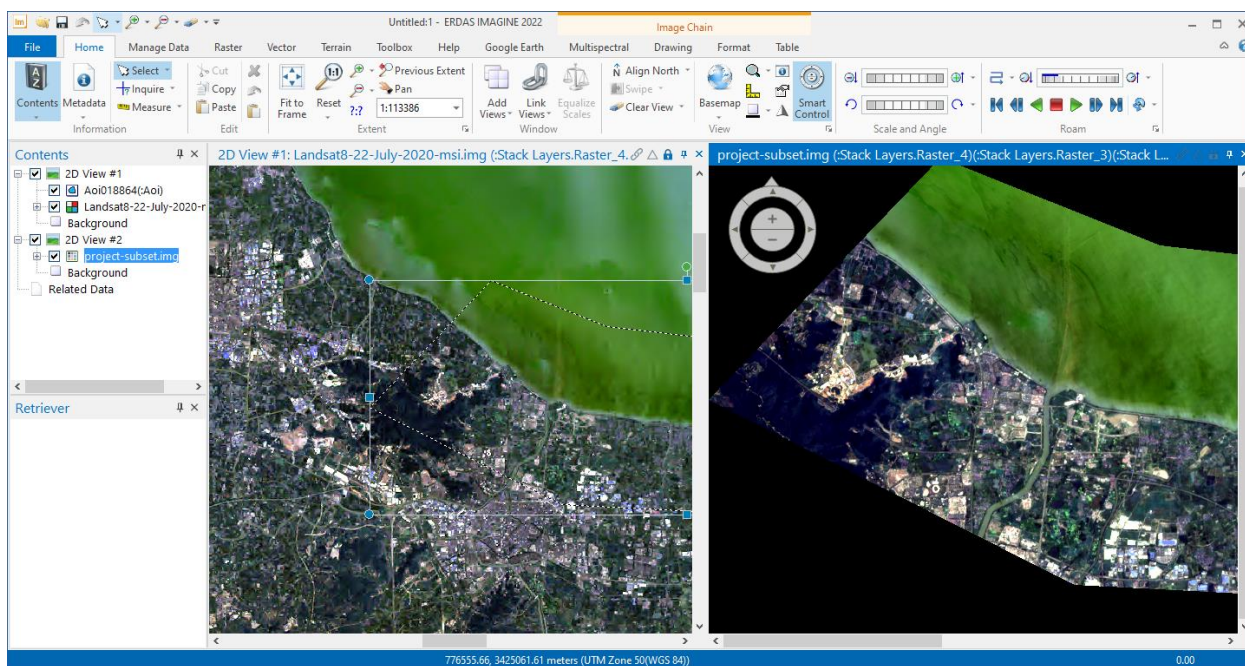 Untitled:1 - ERDAS IMAGINE 2022
Image Chain
File Home Manage Data Raster Vector Terrain Toolbox Help Google Earth Multispectral Drawing Format Table
Contents
Metadata
Select
Inquire
Measure
Information
Cut
Copy
Paste
Edit
Fit to Frame
Reset
1:1
?:?
Previous Extent
Pan
1:113386
Extent
Add Views
Link Views
Equalize Scales
Window
Align North
Swipe
Clear View
Basemap
Smart Control
View
Scale and Angle
Roam
Contents
2D View #1
Aoi018864(:Aoi)
Landsat8-22-July-2020-r
Background
2D View #2
project-subset.img
Background
Related Data
Retriever
2D View #1: Landsat8-22-July-2020-msi.img (:Stack Layers.Raster_4.
project-subset.img (:Stack Layers.Raster_4)(:Stack Layers.Raster_3)(:Stack L...
776555.66, 3425061.61 meters (UTM Zone 50(WGS 84))
0.00